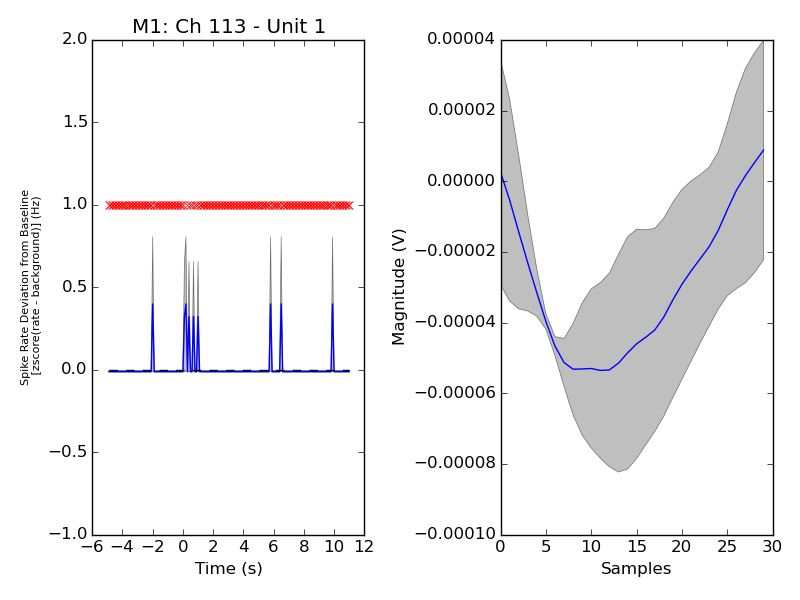 M1: Ch 113 - Unit 1
2.0
1.5
1.0
0.5
0.0
−0.5
−1.0
−6 −4 −2 0 2 4 6 8 10 12
Time (s)
Spike Rate Deviation from Baseline
[zscore(rate - background)] (Hz)
0.00004
0.00002
0.00000
−0.00002
−0.00004
−0.00006
−0.00008
−0.00010
0 5 10 15 20 25 30
Samples
Magnitude (V)